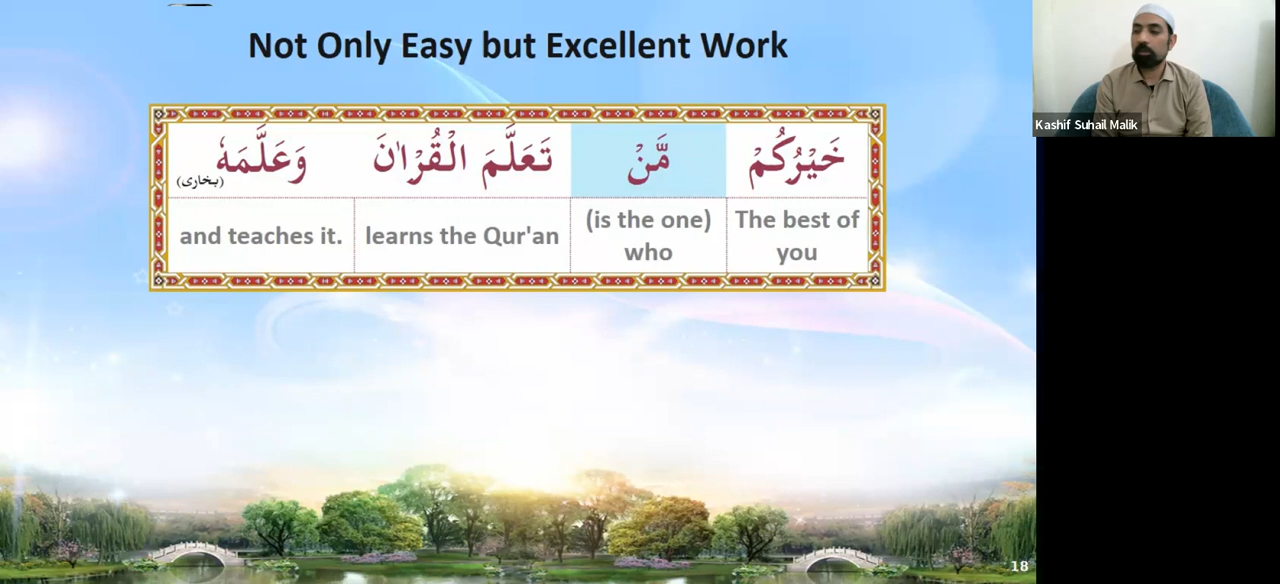 Not Only Easy but Excellent Work
Kashif Suhail Malik
خَيْرُكُمْ مَّنْ تَعَلَّمَ الْقُرْاٰنَ وَعَلَّمَهٗ (بخاری)
The best of you
(is the one) who
learns the Qur'an
and teaches it.
18